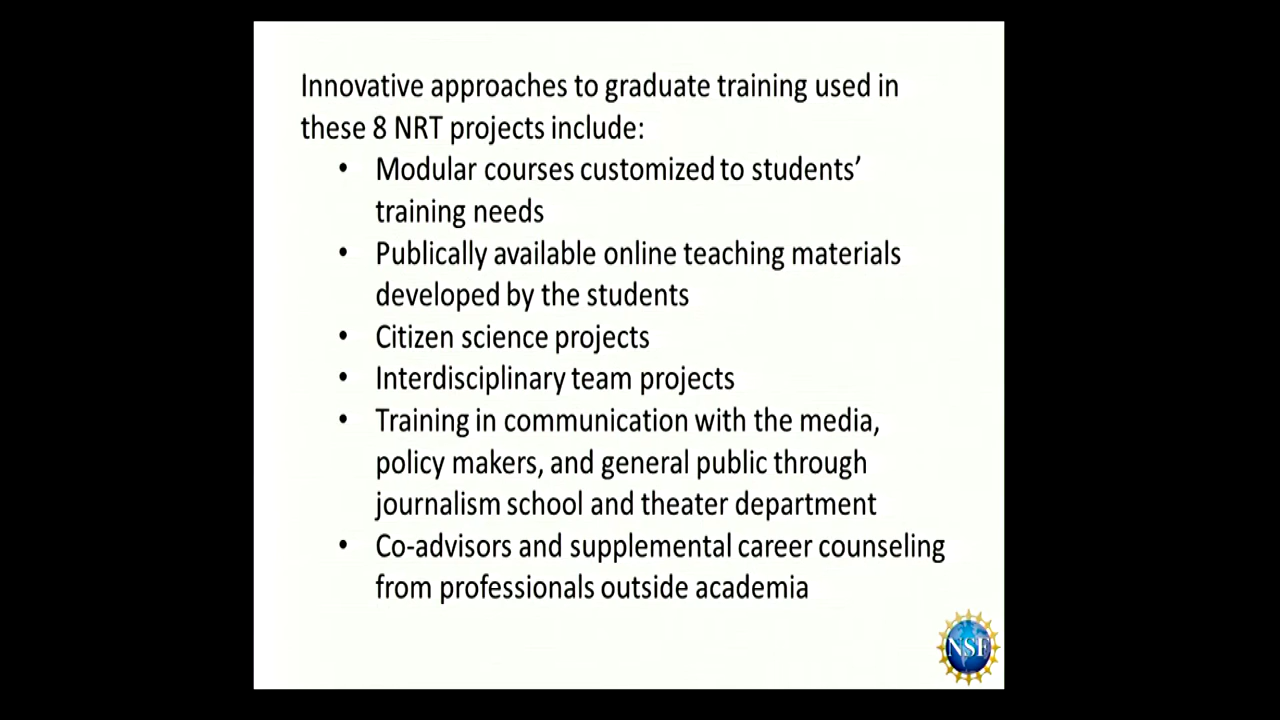 Innovative approaches to graduate training used in
these 8 NRT projects include:
• Modular courses customized to students’
training needs
• Publically available online teaching materials
developed by the students
• Citizen science projects
• Interdisciplinary team projects
• Training in communication with the media,
policy makers, and general public through
journalism school and theater department
• Co-advisors and supplemental career counseling
from professionals outside academia
NSF